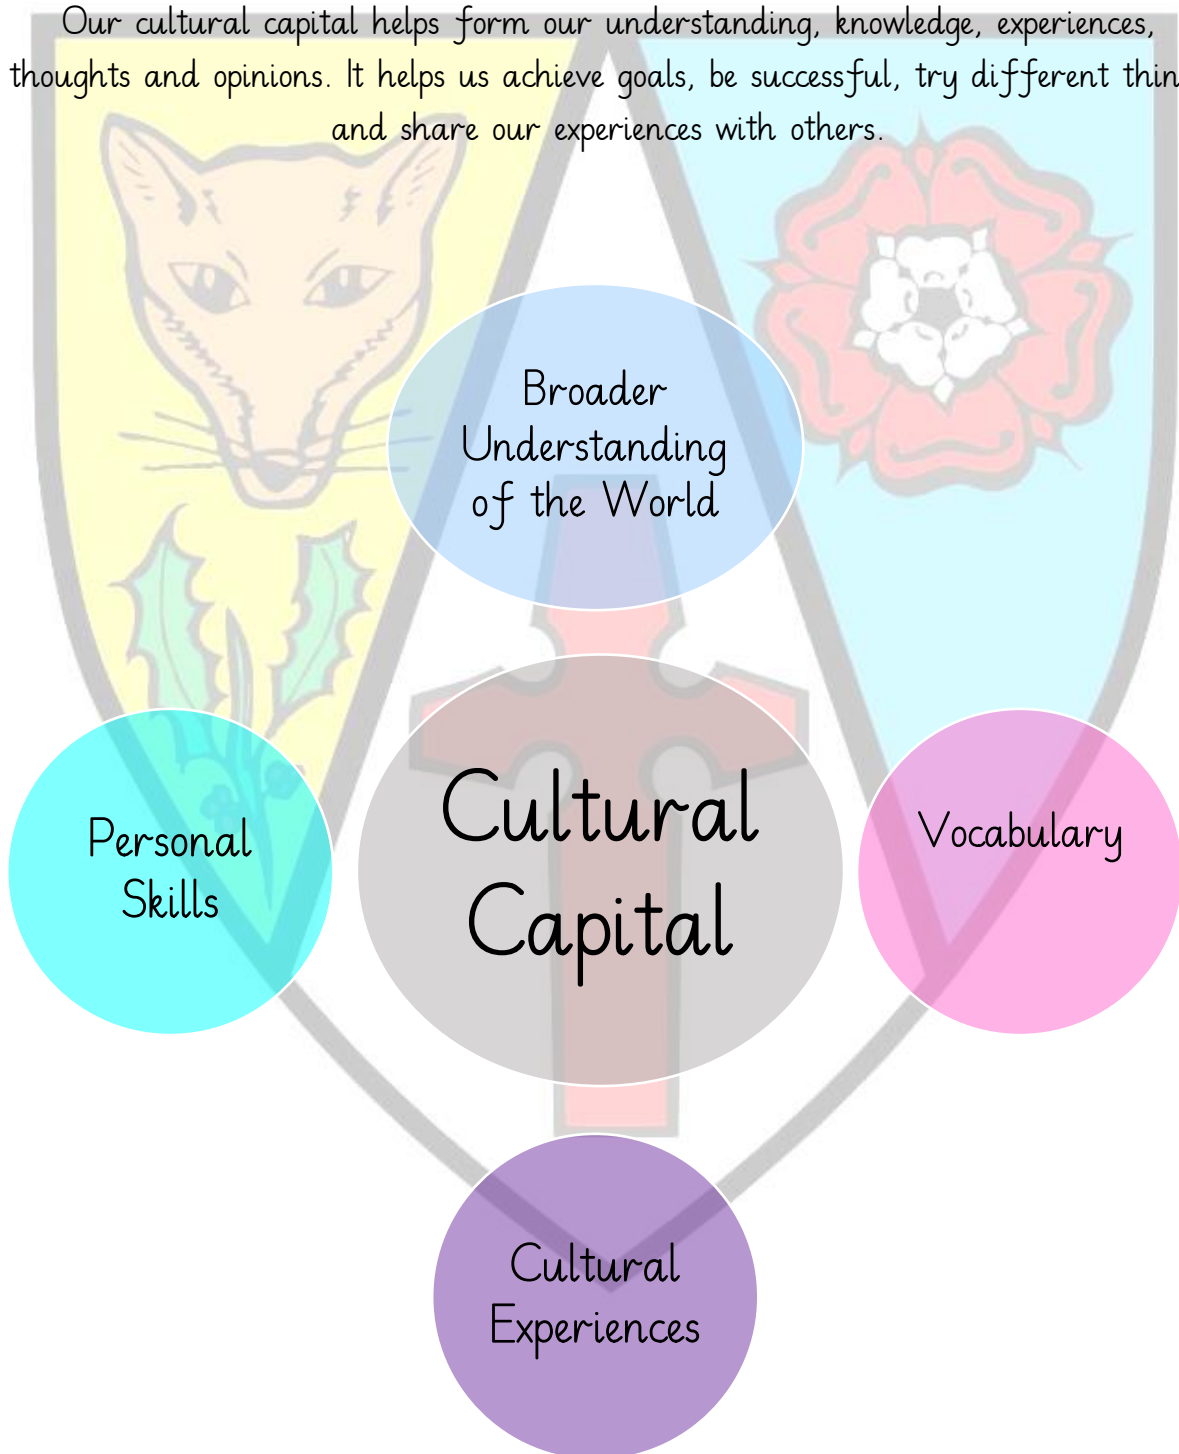 Our cultural capital helps form our understanding, knowledge, experiences,
thoughts and opinions. It helps us achieve goals, be successful, try different thin
and share our experiences with others.
Broader
Understanding
of the World
Personal
Skills
Cultural
Capital
Vocabulary
Cultural
Experiences